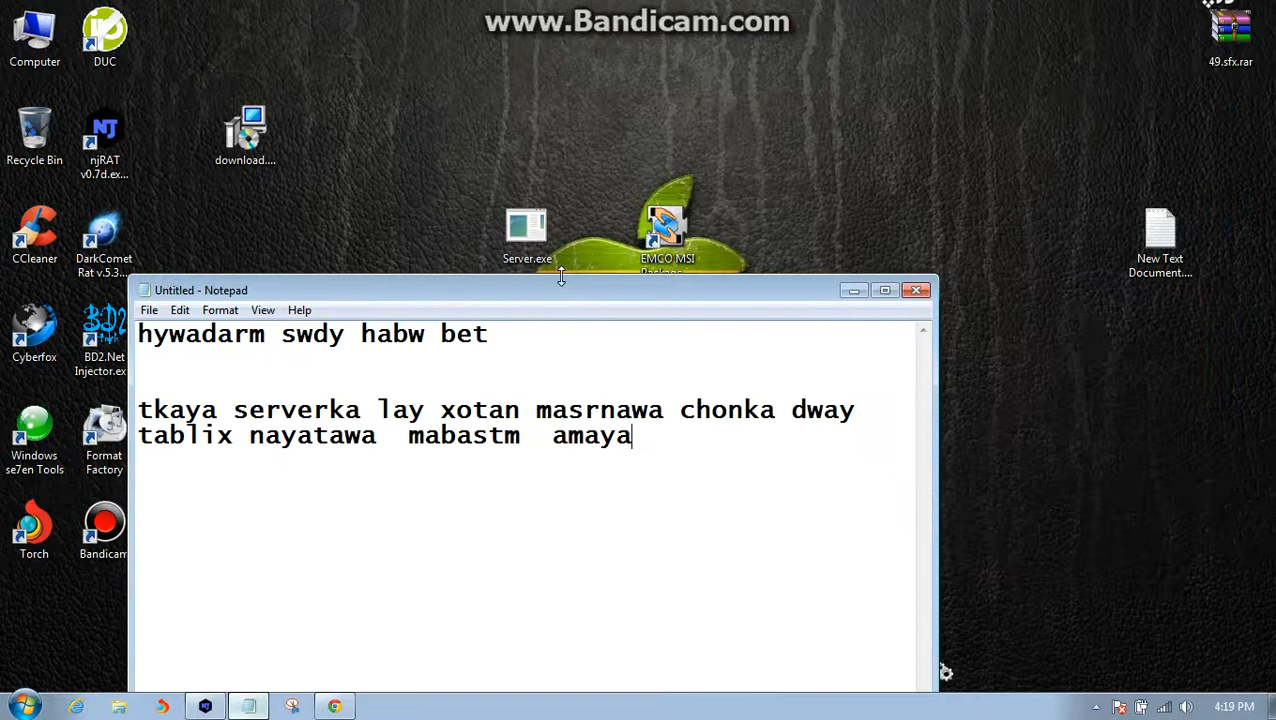 www.Bandicam.com
Computer
DUC
49.sfx.rar
Recycle Bin
njRAT
v0.7d.ex...
download....
CCleaner
DarkComet
Rat v.5.3...
Server.exe
EMCO MSI
Package...
New Text
Document....
Untitled - Notepad
File Edit Format View Help
hywadarm swdy habw bet
tkaya serverka lay xotan masrnawa chonka dway
tablix nayatawa mabastm amaya
Cyberfox
BD2.Net
Injector.ex...
Windows
se7en Tools
Format
Factory
Torch
Bandicam
4:19 PM